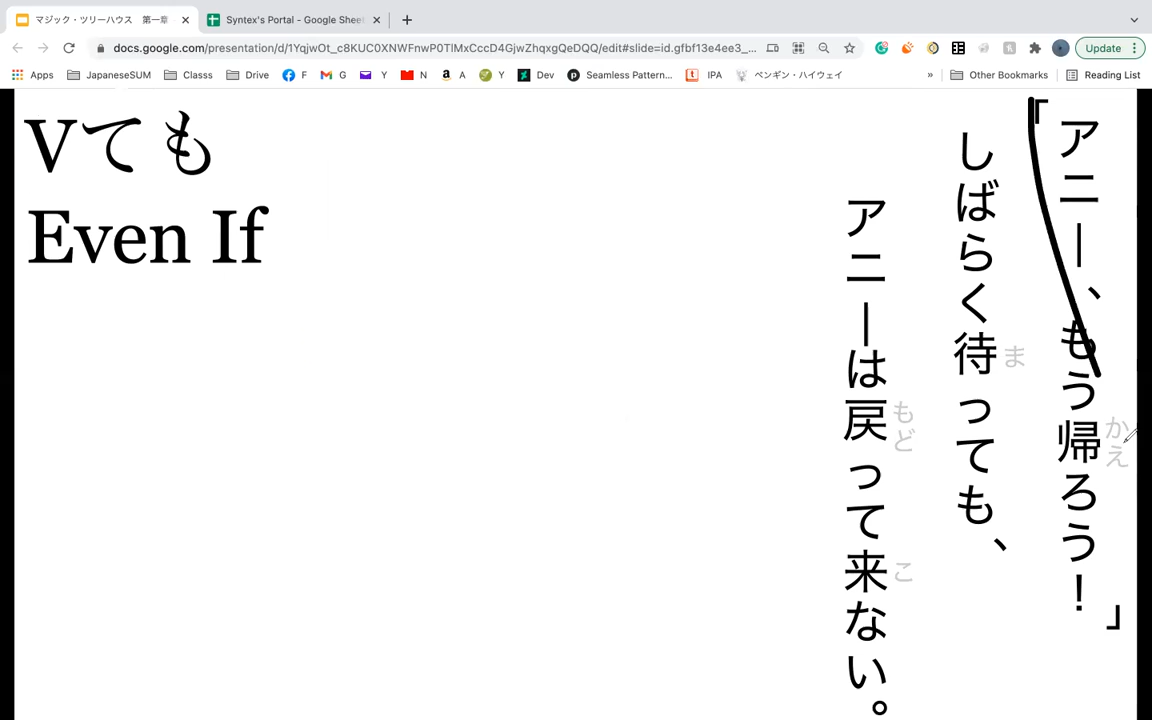 マジック・ツリーハウス 第一章
Syntex's Portal - Google Sheet
docs.google.com/presentation/d/1YqjwOt_c8KUC0XNWFnwP0TIMxCccD4GjwZhqxgQeDQQ/edit#slide=id.gfbf13e4ee3_...
Update
Apps
JapaneseSUM
Classs
Drive
F
G
Y
N
A
Y
Dev
Seamless Pattern...
IPA
ペンギン・ハイウェイ
»
Other Bookmarks
Reading List
Vても
Even If
「アニー、もう帰ろう！」
かえ
しばらく待っても、
ま
アニーは戻って来ない。
もど
こ